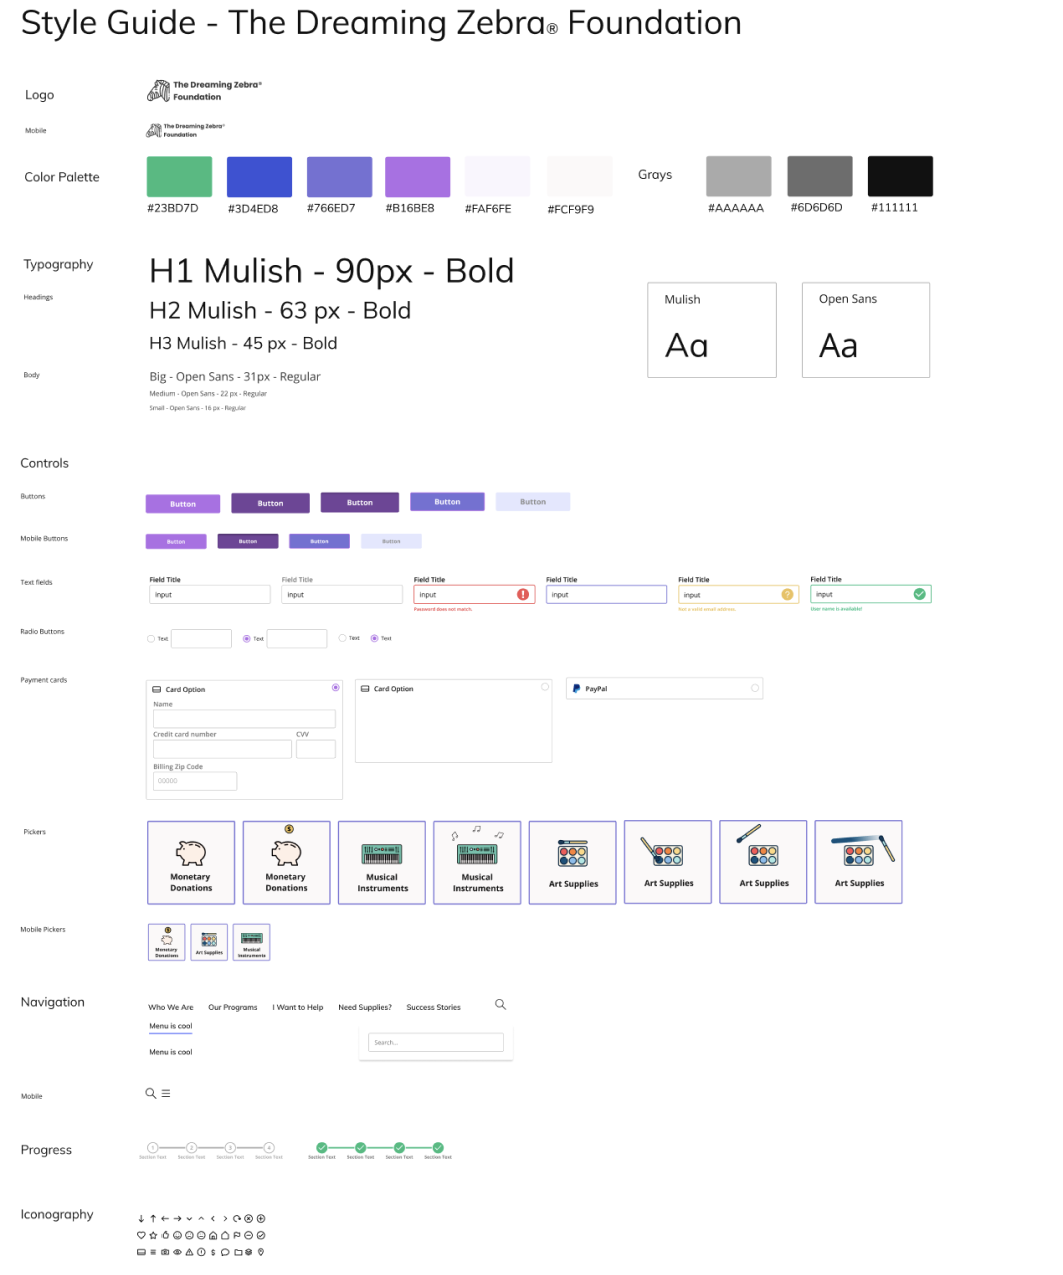 Style Guide - The Dreaming Zebra® Foundation
Logo
The Dreaming Zebra®
Foundation
Mobile
The Dreaming Zebra®
Foundation
Color Palette
#23BD7D
#3D4ED8
#766ED7
#B16BE8
#FAF6FE
#FCF9F9
Grays
#AAAAAA
#6D6D6D
#111111
Typography
Headings
H1 Mulish - 90px - Bold
H2 Mulish - 63 px - Bold
H3 Mulish - 45 px - Bold
Mulish
Aa
Open Sans
Aa
Body
Big - Open Sans - 31px - Regular
Medium - Open Sans - 22 px - Regular
Small - Open Sans - 16 px - Regular
Controls
Buttons
Button
Button
Button
Button
Button
Mobile Buttons
Button
Button
Button
Button
Text fields
Field Title
input
Field Title
input
Field Title
input
Password does not match.
Field Title
input
Field Title
input
Not a valid email address.
Field Title
input
User name is available!
Radio Buttons
Text
Text
Text
Text
Payment cards
Card Option
Name
Credit card number
CVV
Billing Zip Code
00000
Card Option
PayPal
Pickers
Monetary
Donations
Monetary
Donations
Musical
Instruments
Musical
Instruments
Art Supplies
Art Supplies
Art Supplies
Art Supplies
Mobile Pickers
Monetary
Donations
Art Supplies
Musical
Instruments
Navigation
Who We Are
Our Programs
I Want to Help
Need Supplies?
Success Stories
Menu is cool
Menu is cool
Search...
Mobile
Progress
1
2
3
4
Section Text
Section Text
Section Text
Section Text
Section Text
Section Text
Section Text
Section Text
Iconography